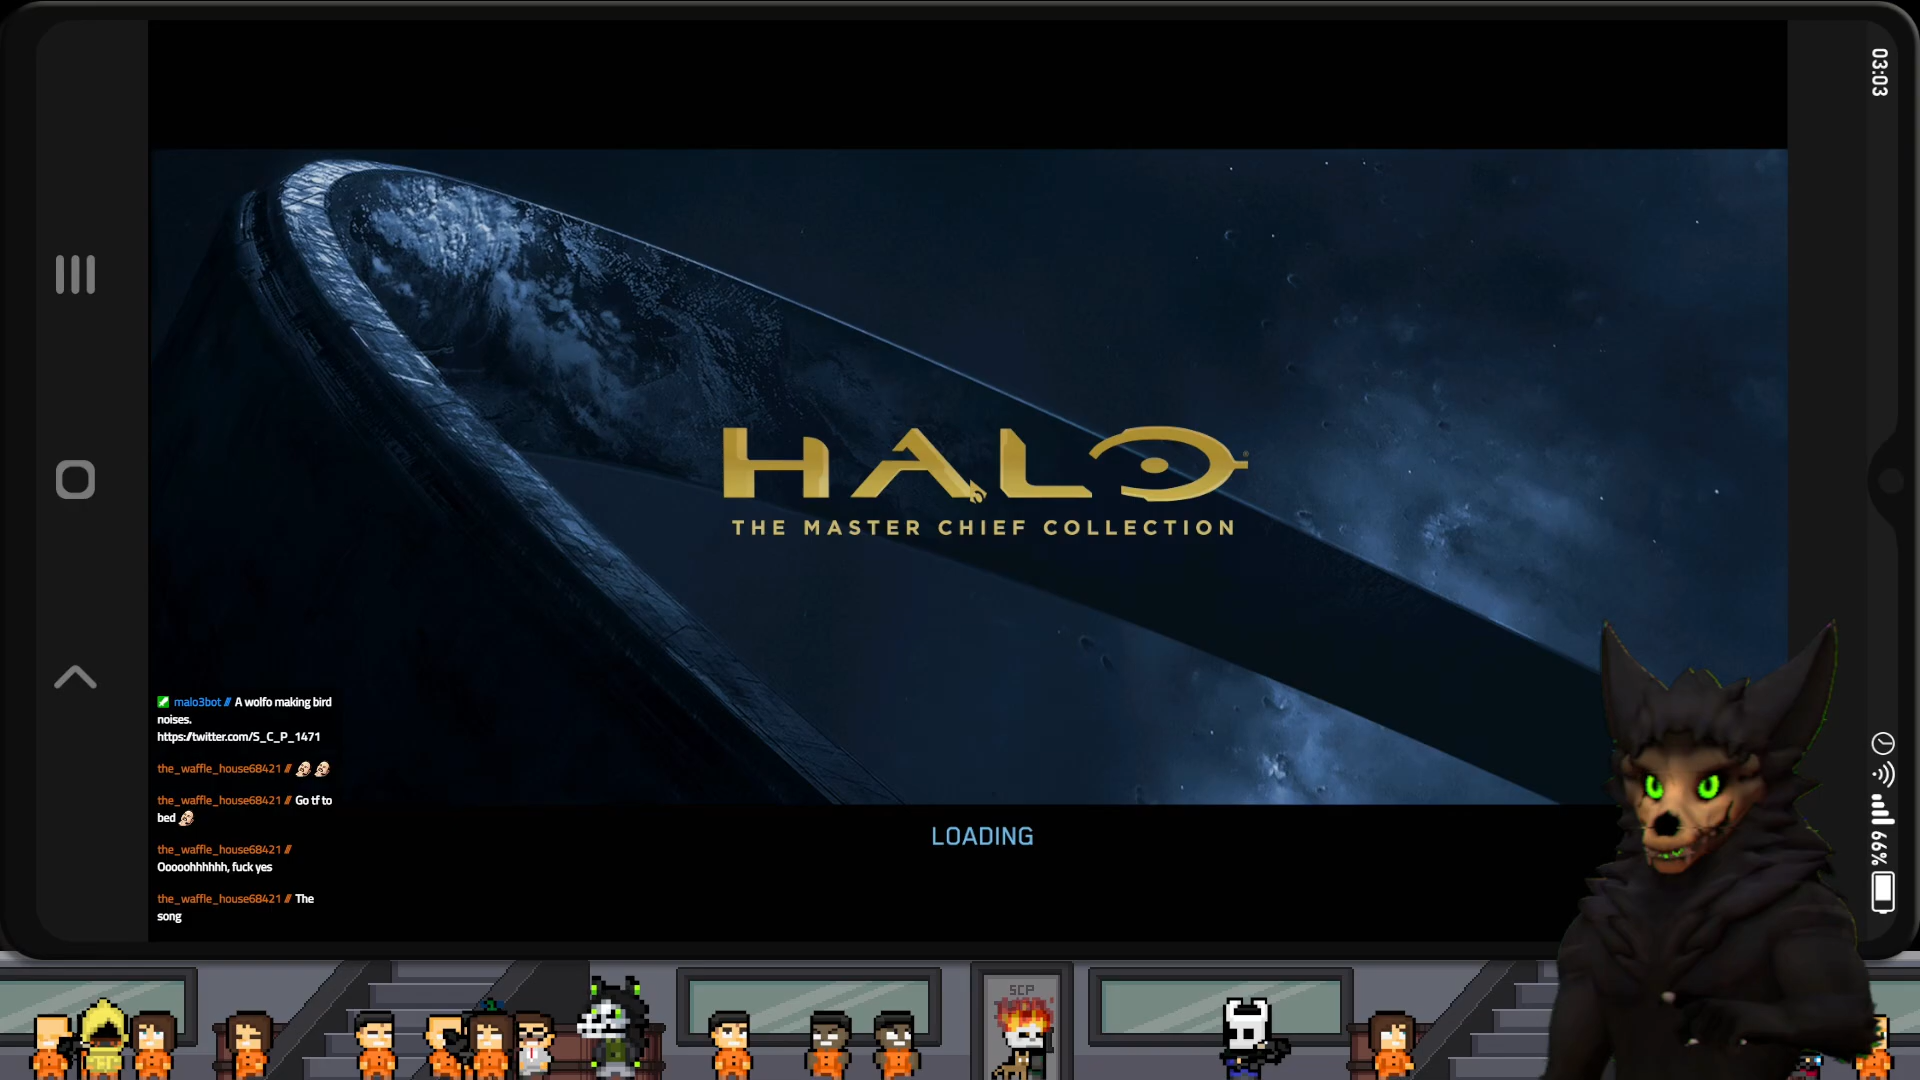 03:03
HALO
THE MASTER CHIEF COLLECTION
malo3bot // A wolfo making bird
noises.
https://twitter.com/S_C_P_1471
the_waffle_house68421 //
the_waffle_house68421 // Go tf to
bed
the_waffle_house68421 //
Ooooohhhhhh, fuck yes
the_waffle_house68421 // The
song
LOADING
66%
SCP